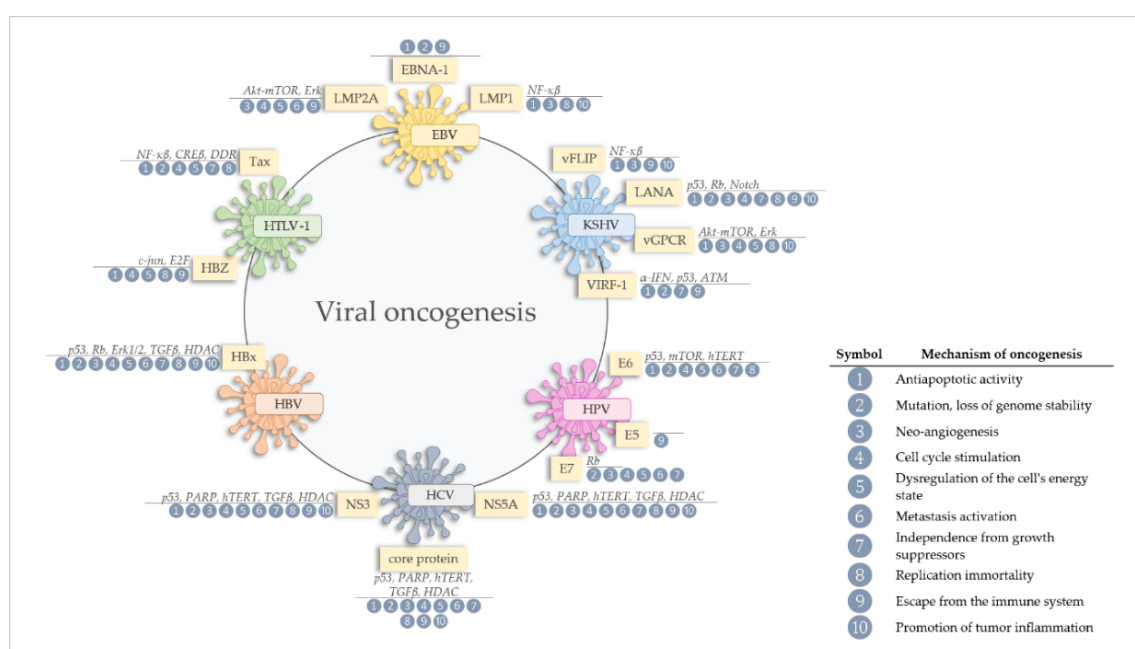 1 2 9
EBNA-1
Akt-mTOR, Erk
3 4 5 6 9
LMP2A
LMP1
NF-κβ
1 3 8 10
EBV
NF-κβ, CREβ, DDR
1 2 4 5 7 8
Tax
HTLV-1
c-jun, E2F
1 4 5 8 9
HBZ
vFLIP
NF-κβ
1 3 9 10
LANA
p53, Rb, Notch
1 2 3 4 7 8 9 10
KSHV
vGPCR
Akt-mTOR, Erk
1 3 4 5 8 10
VIRF-1
α-IFN, p53, ATM
1 2 7 9
Viral oncogenesis
p53, Rb, Erk1/2, TGFβ, HDAC
1 2 3 4 5 6 7 8 9 10
HBx
HBV
E6
p53, mTOR, hTERT
1 2 4 5 6 7 8
HPV
E5
9
E7
Rb
2 3 4 5 6 7
p53, PARP, hTERT, TGFβ, HDAC
1 2 3 4 5 6 7 8 9 10
NS3
HCV
NS5A
p53, PARP, hTERT, TGFβ, HDAC
1 2 3 4 5 6 7 8 9 10
core protein
p53, PARP, hTERT,
TGFβ, HDAC
1 2 3 4 5 6 7
8 9 10
Symbol Mechanism of oncogenesis
1 Antiapoptotic activity
2 Mutation, loss of genome stability
3 Neo-angiogenesis
4 Cell cycle stimulation
5 Dysregulation of the cell's energy
state
6 Metastasis activation
7 Independence from growth
suppressors
8 Replication immortality
9 Escape from the immune system
10 Promotion of tumor inflammation